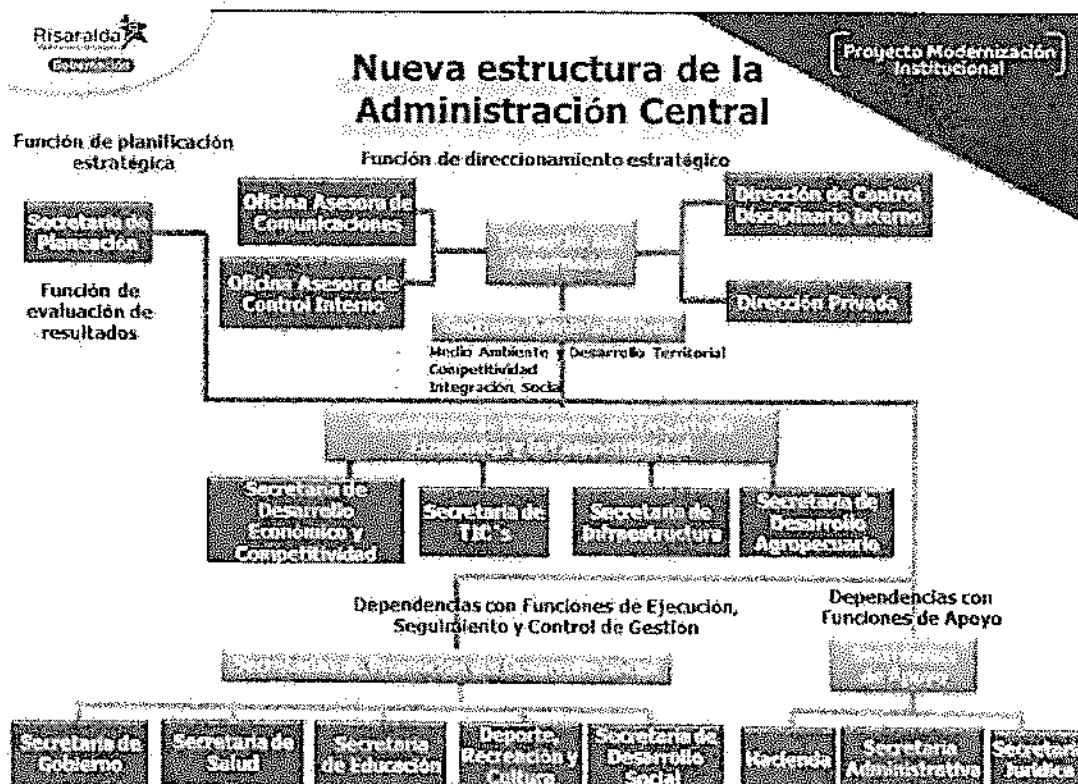 Risaralda
Gobernación
Nueva estructura de la
Administración Central
Proyecto Modernización
Institucional
Función de planificación
estratégica
Función de direccionamiento estratégico
Secretaría de
Planeación
Oficina Asesora de
Comunicaciones
Dirección de Control
Disciplinario Interno
Función de
evaluación de
resultados
Oficina Asesora de
Control Interno
Dirección Privada
Medio Ambiente y Desarrollo Territorial
Competitividad
Integración Social
Secretaría de
Desarrollo
Económico y
Competitividad
Secretaría de
TIC´s
Secretaría de
Infraestructura
Secretaría de
Desarrollo
Agropecuario
Dependencias con Funciones de Ejecución,
Seguimiento y Control de Gestión
Dependencias con
Funciones de Apoyo
de Apoyo
Secretaría de
Gobierno
Secretaría de
Salud
Secretaría
de Educación
Deporte,
Recreación y
Cultura
Secretaría de
Desarrollo
Social
Hacienda
Secretaría
Administrativa
Secretaría
Jurídica